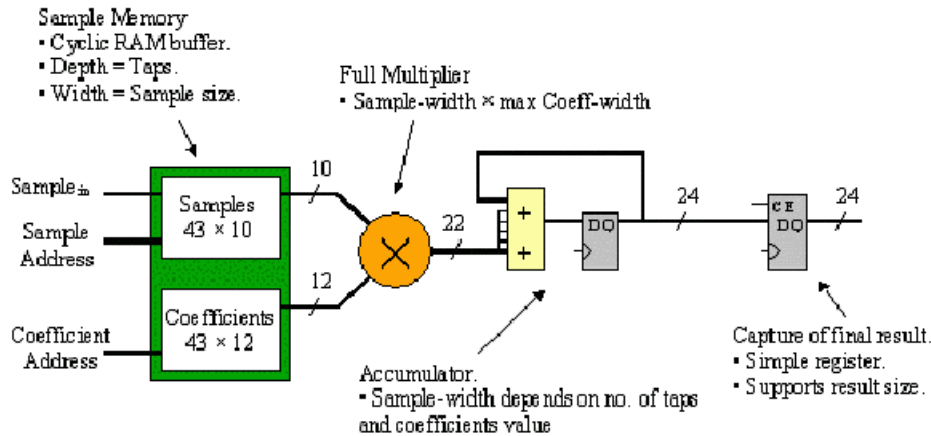 Sample Memory
▪ Cyclic RAM buffer.
▪ Depth = Taps.
▪ Width = Sample size.
Full Multiplier
▪ Sample-width × max Coeff-width
Sample in
Sample
Address
Coefficient
Address
Samples
43 × 10
Coefficients
43 × 12
10
12
22
+
+
DQ
24
CE
DQ
24
Accumulator.
▪ Sample-width depends on no. of taps
and coefficients value
Capture of final result.
▪ Simple register.
▪ Supports result size.